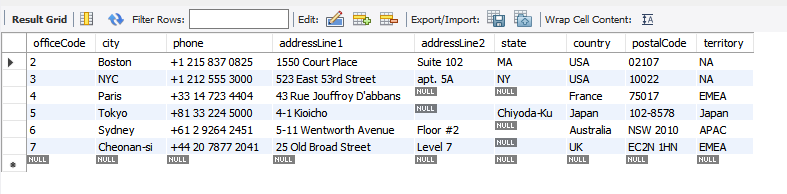 Result Grid Filter Rows: Edit: Export/Import: Wrap Cell Content: IA
officeCode city phone addressLine1 addressLine2 state country postalCode territory
2 Boston +1 215 837 0825 1550 Court Place Suite 102 MA USA 02107 NA
3 NYC +1 212 555 3000 523 East 53rd Street apt. 5A NY USA 10022 NA
4 Paris +33 14 723 4404 43 Rue Jouffroy D'abbans NULL NULL France 75017 EMEA
5 Tokyo +81 33 224 5000 4-1 Kioicho NULL Chiyoda-Ku Japan 102-8578 Japan
6 Sydney +61 2 9264 2451 5-11 Wentworth Avenue Floor #2 NULL Australia NSW 2010 APAC
7 Cheonan-si +44 20 7877 2041 25 Old Broad Street Level 7 NULL UK EC2N 1HN EMEA
NULL NULL NULL NULL NULL NULL NULL NULL NULL